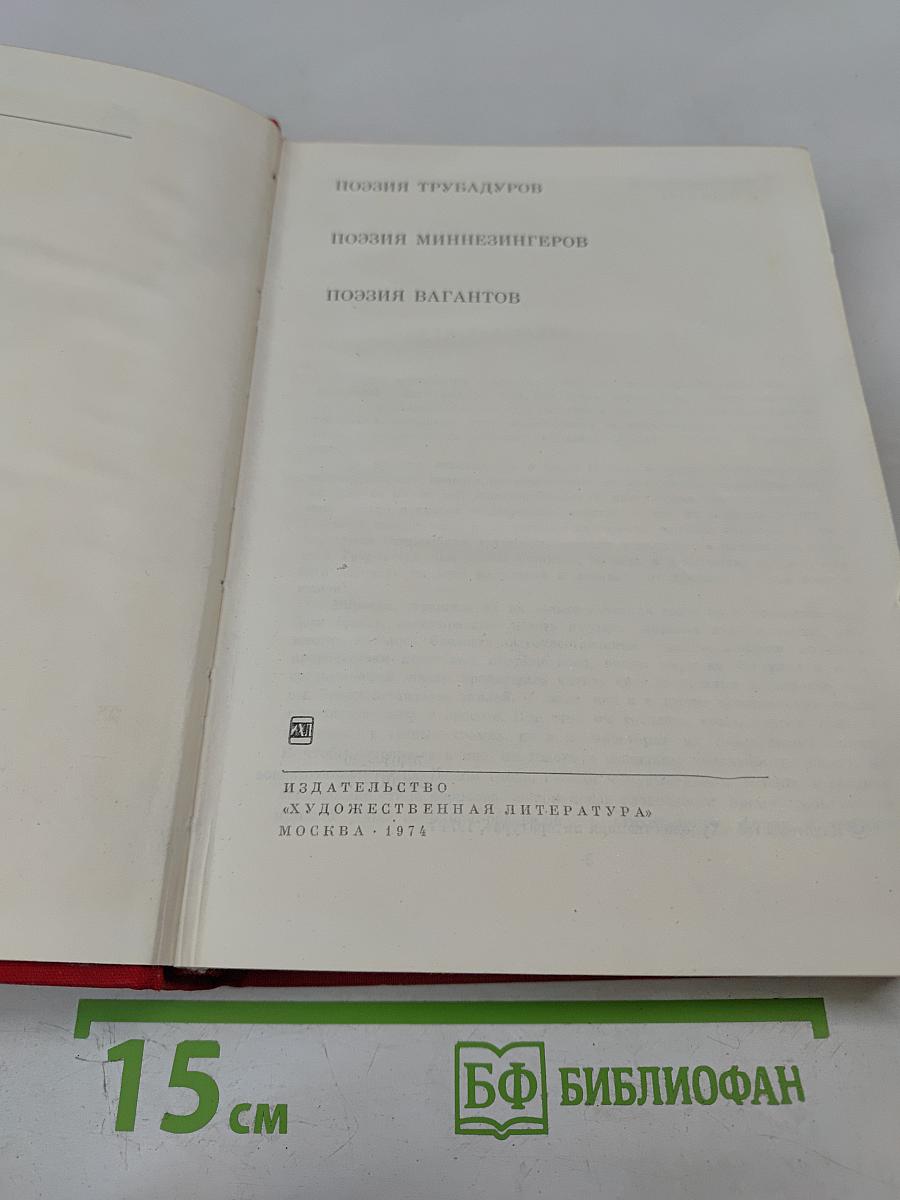 ПОЭЗИЯ ТРУБАДУРОВ
ПОЭЗИЯ МИННЕЗИНГЕРОВ
ПОЭЗИЯ ВАГАНТОВ
ИЗДАТЕЛЬСТВО
«ХУДОЖЕСТВЕННАЯ ЛИТЕРАТУРА»
МОСКВА · 1974
15 см
БФ БИБЛИОФАН